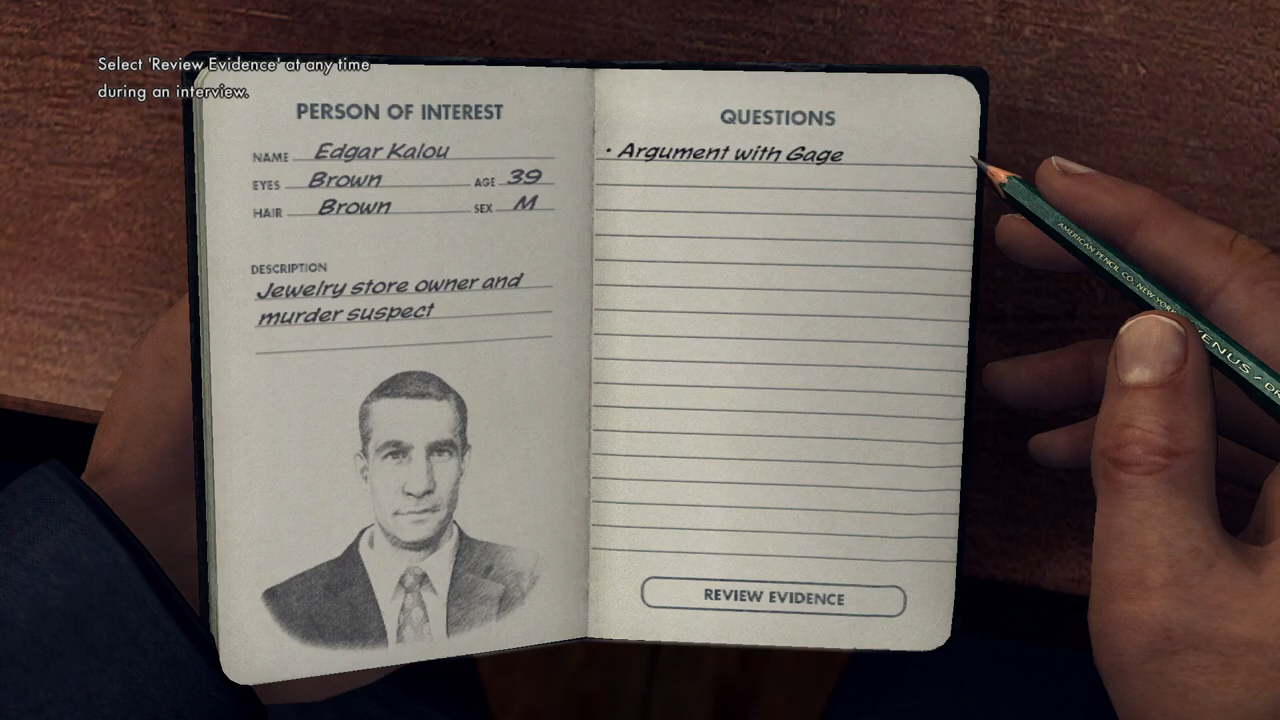 Select 'Review Evidence' at any time
during an interview.
PERSON OF INTEREST
NAME Edgar Kalou
EYES Brown AGE 39
HAIR Brown SEX M
DESCRIPTION
Jewelry store owner and
murder suspect
QUESTIONS
· Argument with Gage
REVIEW EVIDENCE
AMERICAN PENCIL CO. NEW YORK VENUS / DR